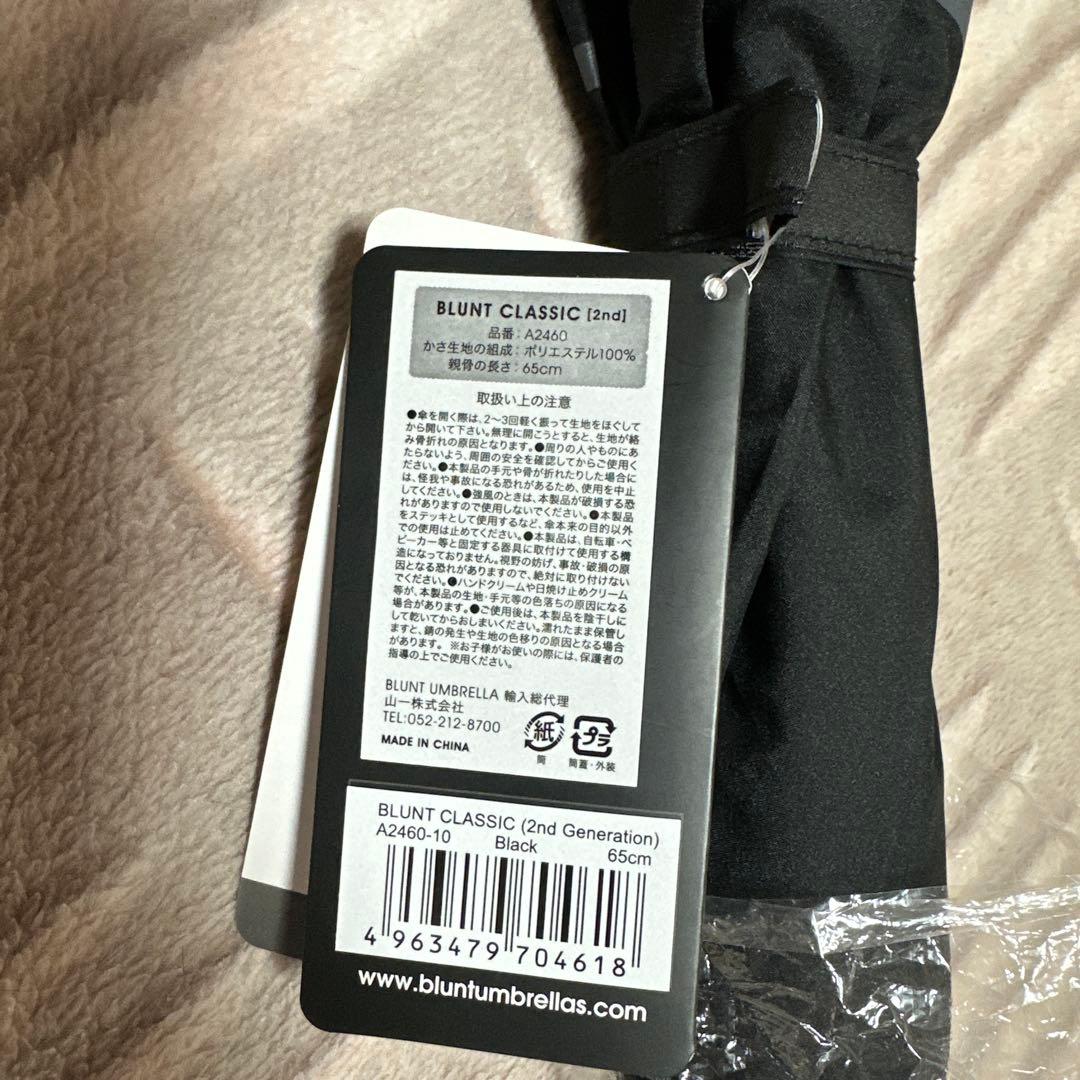 BLUNT CLASSIC [2nd]
品番：A2460
かさ生地の組成：ポリエステル100%
親骨の長さ：65cm
取扱い上の注意
●傘を開く際は、2〜3回軽く振って生地をほぐして
から開いて下さい。無理に開こうとすると、生地が絡
み骨折れの原因となります。●周りの人やものにあ
たらないよう、周囲の安全を確認してからご使用く
ださい。●本製品の手元や骨が折れたりした場合に
は、怪我や事故になる恐れがあるため、使用を中止
してください。●強風のときは、本製品が破損する恐
れがありますので使用しないでください。●本製品
をステッキとして使用するなど、傘本来の目的以外
での使用は止めてください。●本製品は、自転車・ベ
ビーカー等と固定する器具に取付けて使用する構
造になっておりません。視野の妨げ、事故・破損の原
因となる恐れがありますので、絶対に取り付けない
でください。●ハンドクリームや日焼け止めクリーム
等が、本製品の生地・手元等の色落ちの原因になる
場合があります。●ご使用後は、本製品を陰干しに
して乾いてからおしまいください。濡れたまま保管し
ますと、錆の発生や生地の色移りの原因となる場合
があります。 ※お子様がお使いの際には、保護者の
指導の上でご使用ください。
BLUNT UMBRELLA 輸入総代理
山一株式会社
TEL:052-212-8700
MADE IN CHINA
紙
筒
プラ
筒蓋・外装
BLUNT CLASSIC (2nd Generation)
A2460-10 Black 65cm
4 963479 704618
www.bluntumbrellas.com